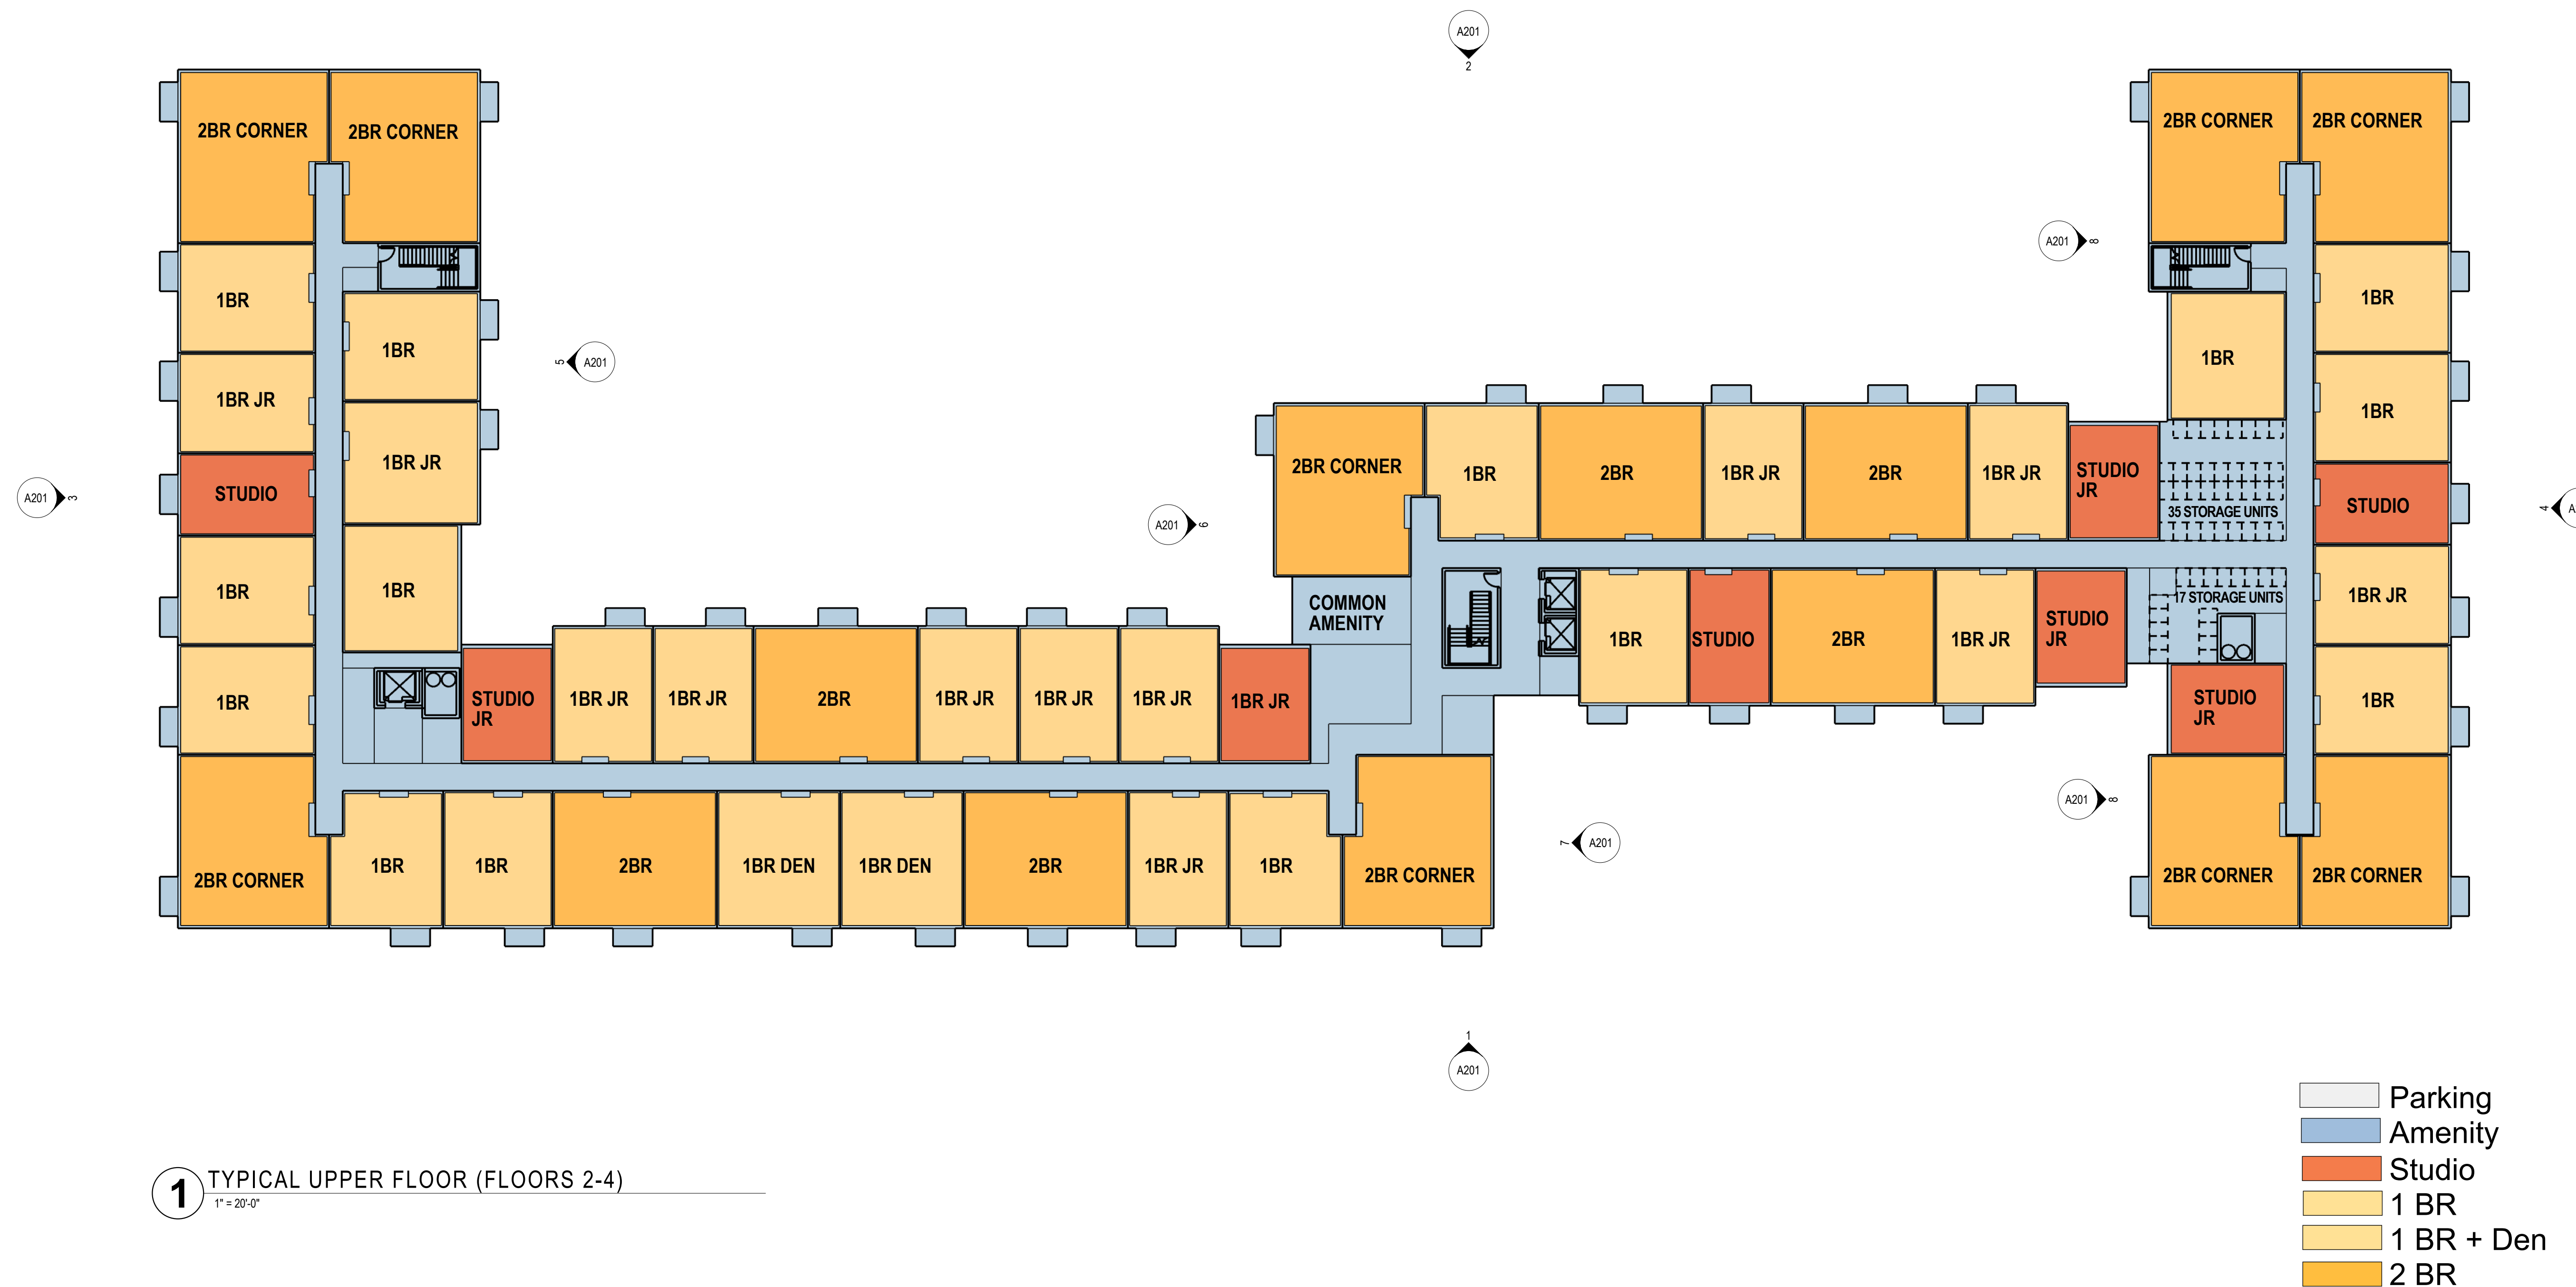 A201
2
2BR CORNER
2BR CORNER
2BR CORNER
2BR CORNER
A201
8
1BR
1BR
1BR
1BR
A201
5
1BR JR
1BR
1BR JR
2BR CORNER
1BR
2BR
1BR JR
2BR
1BR JR
STUDIO
JR
A201
3
STUDIO
35 STORAGE UNITS
STUDIO
4
A201
6
1BR
1BR
COMMON
AMENITY
17 STORAGE UNITS
1BR JR
1BR
STUDIO
2BR
1BR JR
STUDIO
JR
1BR
STUDIO
JR
1BR JR
1BR JR
2BR
1BR JR
1BR JR
1BR JR
1BR JR
STUDIO
JR
1BR
A201
8
A201
7
2BR CORNER
1BR
1BR
2BR
1BR DEN
1BR DEN
2BR
1BR JR
1BR
2BR CORNER
2BR CORNER
2BR CORNER
1
A201
1
TYPICAL UPPER FLOOR (FLOORS 2-4)
1" = 20'-0"
Parking
Amenity
Studio
1 BR
1 BR + Den
2 BR